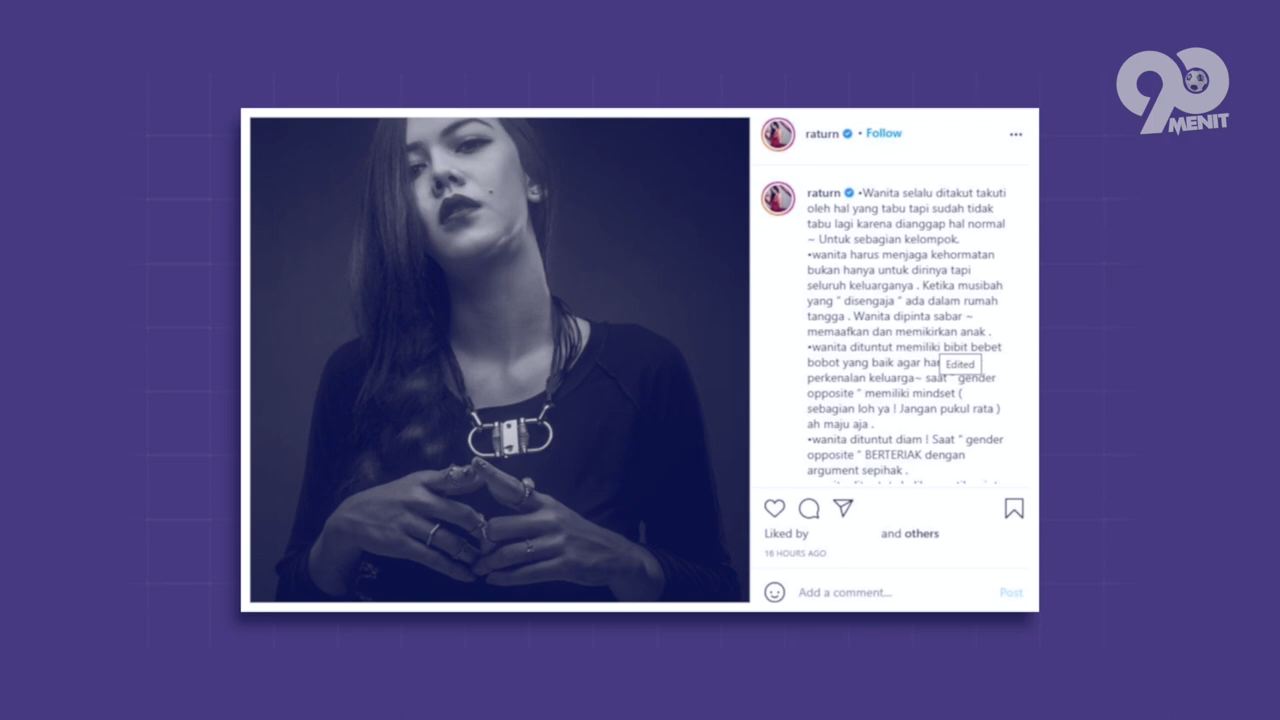 90
MENIT
raturn • Follow
raturn •Wanita selalu ditakut takuti
oleh hal yang tabu tapi sudah tidak
tabu lagi karena dianggap hal normal
~ Untuk sebagian kelompok.
•wanita harus menjaga kehormatan
bukan hanya untuk dirinya tapi
seluruh keluarganya . Ketika musibah
yang " disengaja " ada dalam rumah
tangga . Wanita dipinta sabar ~
memaafkan dan memikirkan anak .
•wanita dituntut memiliki bibit bebet
bobot yang baik agar
Edited
perkenalan keluarga~ saat " gender
opposite " memiliki mindset (
sebagian loh ya ! Jangan pukul rata )
ah maju aja .
•wanita dituntut diam ! Saat " gender
opposite " BERTERIAK dengan
argument sepihak .
Liked by and others
16 HOURS AGO
Add a comment... Post